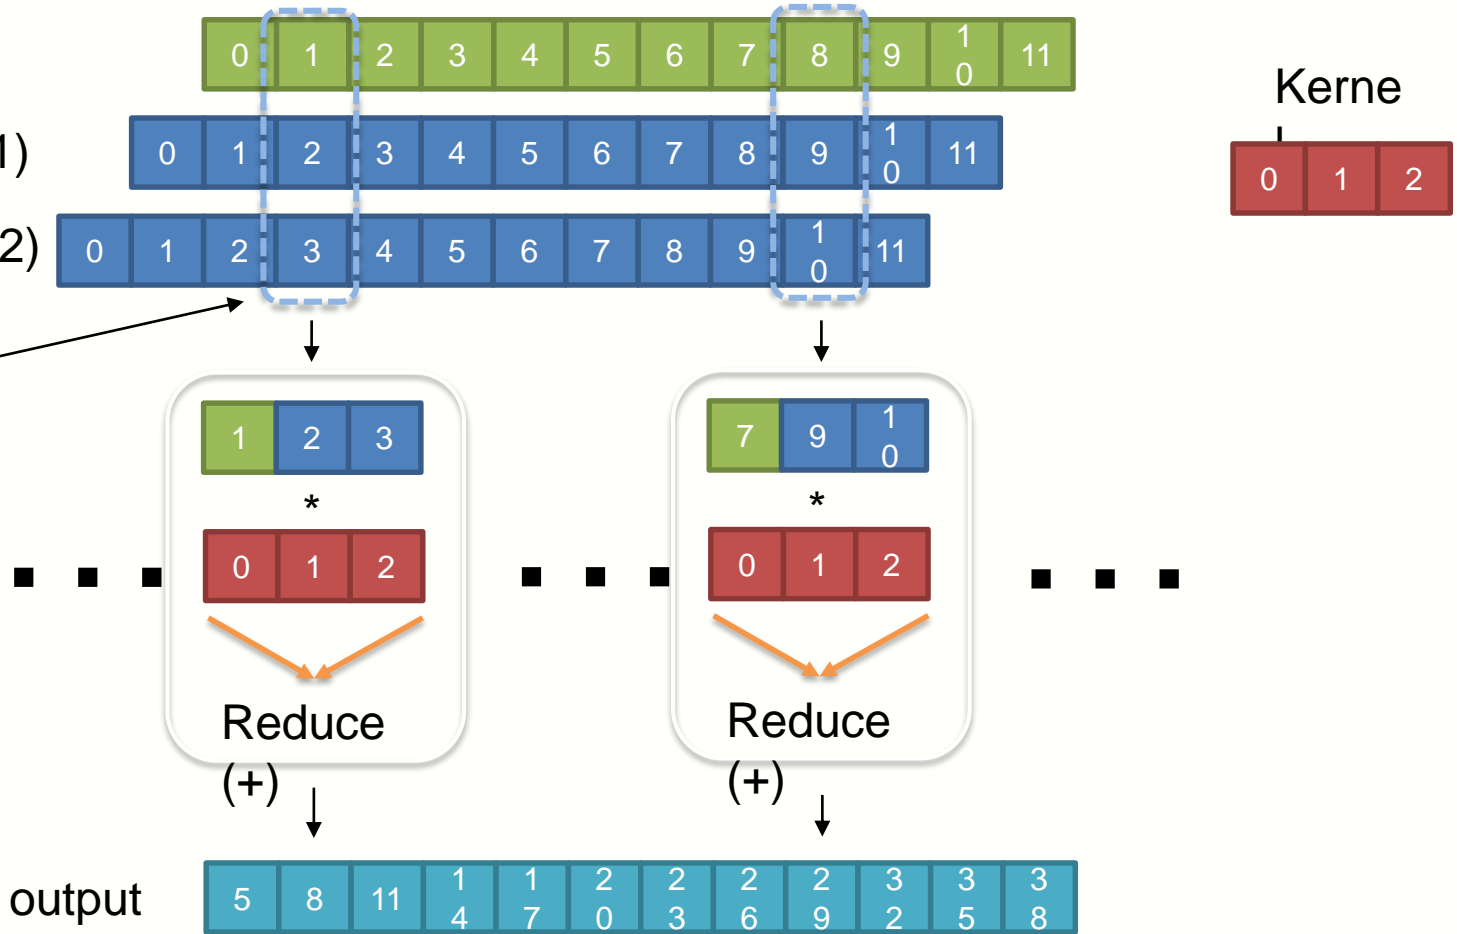 0 1 2 3 4 5 6 7 8 9 10 11
Kernel
1) 0 1 2 3 4 5 6 7 8 9 10 11
0 1 2
2) 0 1 2 3 4 5 6 7 8 9 10 11
1 2 3
7 9 10
*
*
0 1 2
0 1 2
Reduce
(+)
Reduce
(+)
output 5 8 11 14 17 20 23 26 29 32 35 38